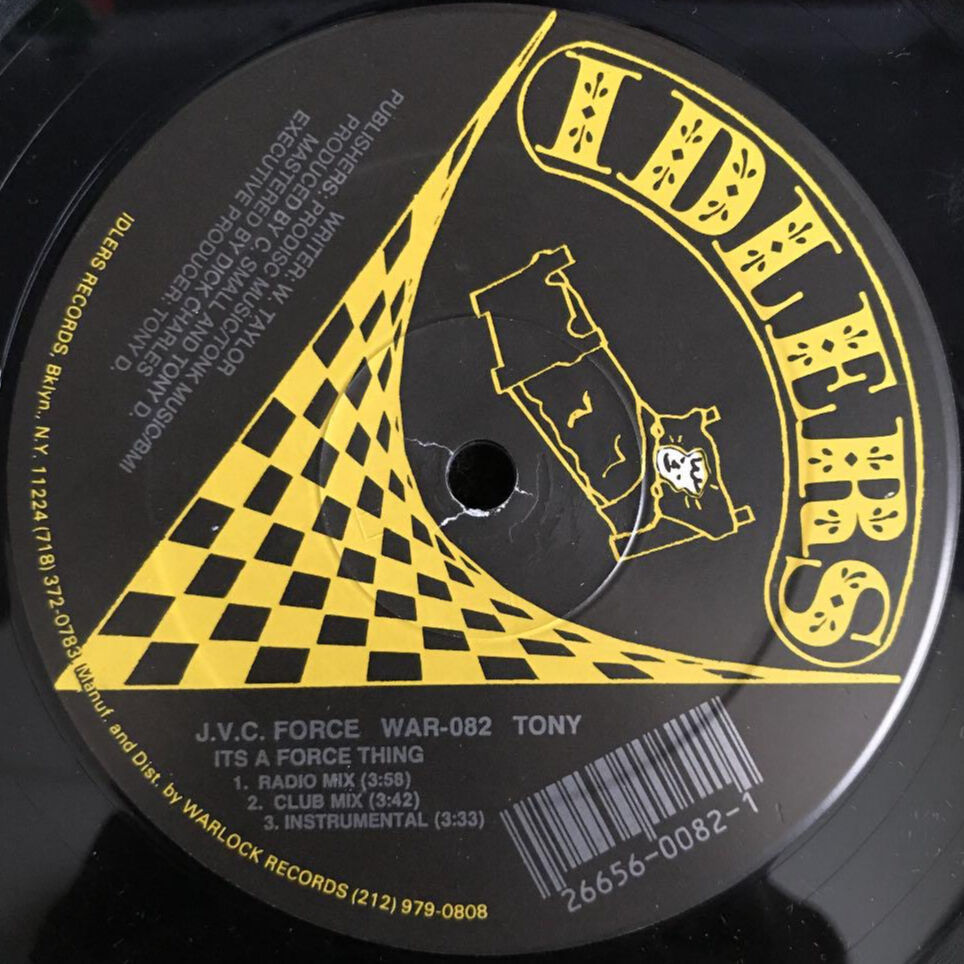 IDLERS
WRITER: W. TAYLOR
PUBLISHERS: PRODISC MUSIC/TONK MUSIC/BMI
PRODUCED BY C. SMALL AND TONY D.
MASTERED BY DICK CHARLES
EXECUTIVE PRODUCER: TONY D.
J.V.C. FORCE WAR-082 TONY
ITS A FORCE THING
1. RADIO MIX (3:58)
2. CLUB MIX (3:42)
3. INSTRUMENTAL (3:33)
26656-0082-1
IDLERS RECORDS, Bklyn., N.Y. 11224 (718) 372-0783 Manuf. and Dist. by WARLOCK RECORDS (212) 979-0808